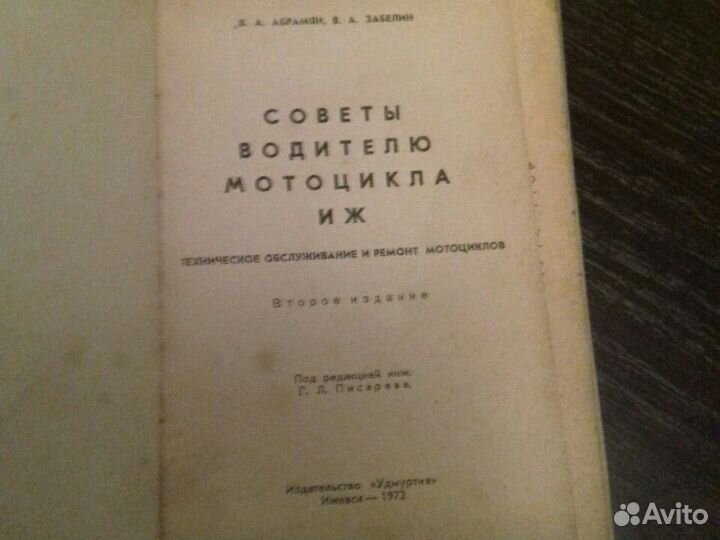 В. А. АБРАМЯН, В. А. ЗАБЕЛИН
СОВЕТЫ
ВОДИТЕЛЮ
МОТОЦИКЛА
ИЖ
ТЕХНИЧЕСКОЕ ОБСЛУЖИВАНИЕ И РЕМОНТ МОТОЦИКЛОВ
Второе издание
Под редакцией инж.
Г. Л. Писарева
Издательство «Удмуртия»
Ижевск — 1972
Avito